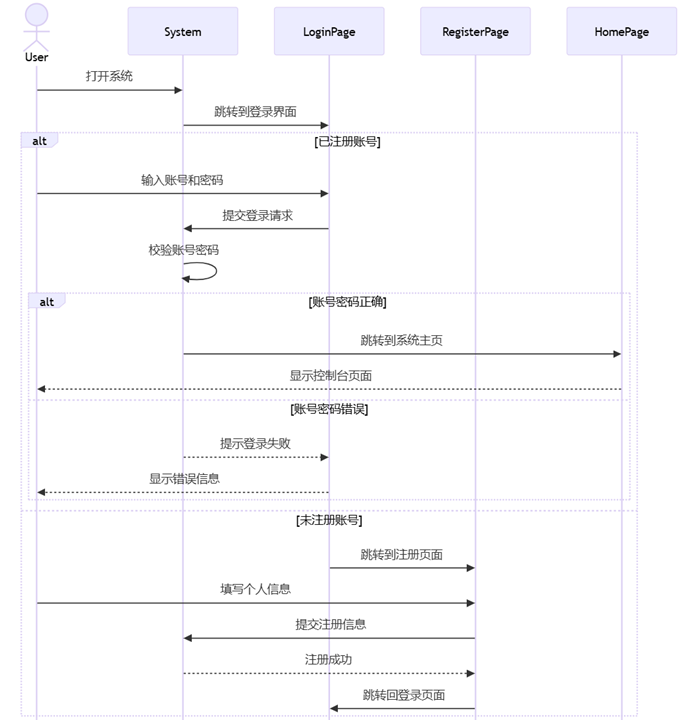 User
System
LoginPage
RegisterPage
HomePage
打开系统
跳转到登录界面
alt
[已注册账号]
输入账号和密码
提交登录请求
校验账号密码
alt
[账号密码正确]
跳转到系统主页
显示控制台页面
[账号密码错误]
提示登录失败
显示错误信息
[未注册账号]
跳转到注册页面
填写个人信息
提交注册信息
注册成功
跳转回登录页面